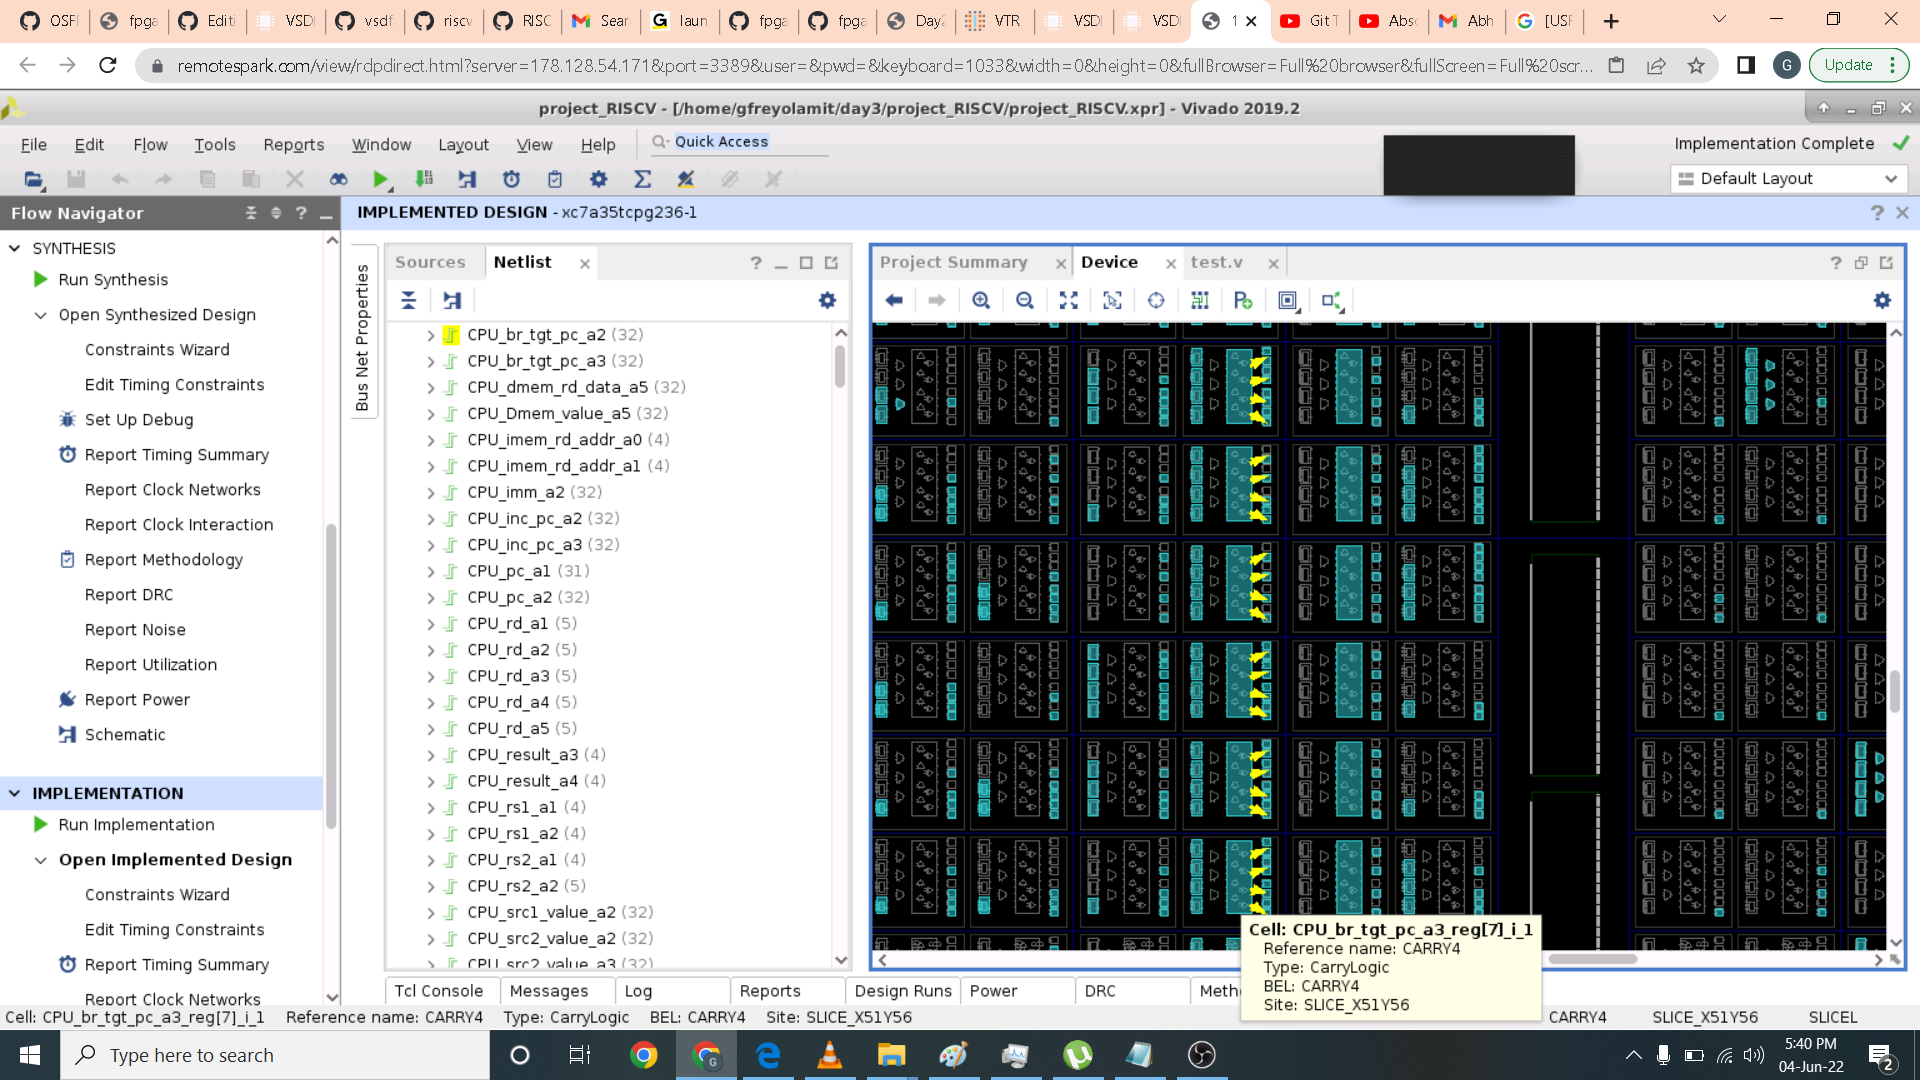 OSF
fpga
Editi
VSDI
vsdf
riscv
RISC
Sear
laun
fpga
fpga
Day2
VTR
VSDI
VSDI
1
Git T
Abso
Abh
[USF
remotespark.com/view/rdpdirect.html?server=178.128.54.171&port=3389&user=&pwd=&keyboard=1033&width=0&height=0&fullBrowser=Full%20browser&fullScreen=Full%20scr...
G
Update
project_RISCV - [/home/gfreyolamit/day3/project_RISCV/project_RISCV.xpr] - Vivado 2019.2
File Edit Flow Tools Reports Window Layout View Help Quick Access
Implementation Complete
Default Layout
Flow Navigator
IMPLEMENTED DESIGN - xc7a35tcpg236-1
SYNTHESIS
Run Synthesis
Open Synthesized Design
Constraints Wizard
Edit Timing Constraints
Set Up Debug
Report Timing Summary
Report Clock Networks
Report Clock Interaction
Report Methodology
Report DRC
Report Noise
Report Utilization
Report Power
Schematic
IMPLEMENTATION
Run Implementation
Open Implemented Design
Constraints Wizard
Edit Timing Constraints
Report Timing Summary
Report Clock Networks
Bus Net Properties
Sources
Netlist
CPU_br_tgt_pc_a2 (32)
CPU_br_tgt_pc_a3 (32)
CPU_dmem_rd_data_a5 (32)
CPU_Dmem_value_a5 (32)
CPU_imem_rd_addr_a0 (4)
CPU_imem_rd_addr_a1 (4)
CPU_imm_a2 (32)
CPU_inc_pc_a2 (32)
CPU_inc_pc_a3 (32)
CPU_pc_a1 (31)
CPU_pc_a2 (32)
CPU_rd_a1 (5)
CPU_rd_a2 (5)
CPU_rd_a3 (5)
CPU_rd_a4 (5)
CPU_rd_a5 (5)
CPU_result_a3 (4)
CPU_result_a4 (4)
CPU_rs1_a1 (4)
CPU_rs1_a2 (4)
CPU_rs2_a1 (4)
CPU_rs2_a2 (5)
CPU_src1_value_a2 (32)
CPU_src2_value_a2 (32)
CPU_src2_value_a3 (32)
Project Summary
Device
test.v
Cell: CPU_br_tgt_pc_a3_reg[7]_i_1
Reference name: CARRY4
Type: CarryLogic
BEL: CARRY4
Site: SLICE_X51Y56
Tcl Console Messages Log Reports Design Runs Power DRC Meth
Cell: CPU_br_tgt_pc_a3_reg[7]_i_1 Reference name: CARRY4 Type: CarryLogic BEL: CARRY4 Site: SLICE_X51Y56 CARRY4 SLICE_X51Y56 SLICEL
Type here to search
5:40 PM
04-Jun-22
2